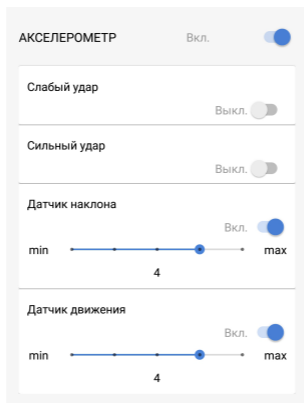 АКСЕЛЕРОМЕТР Вкл.
Слабый удар
Выкл.
Сильный удар
Выкл.
Датчик наклона
Вкл.
min max
4
Датчик движения
Вкл.
min max
4